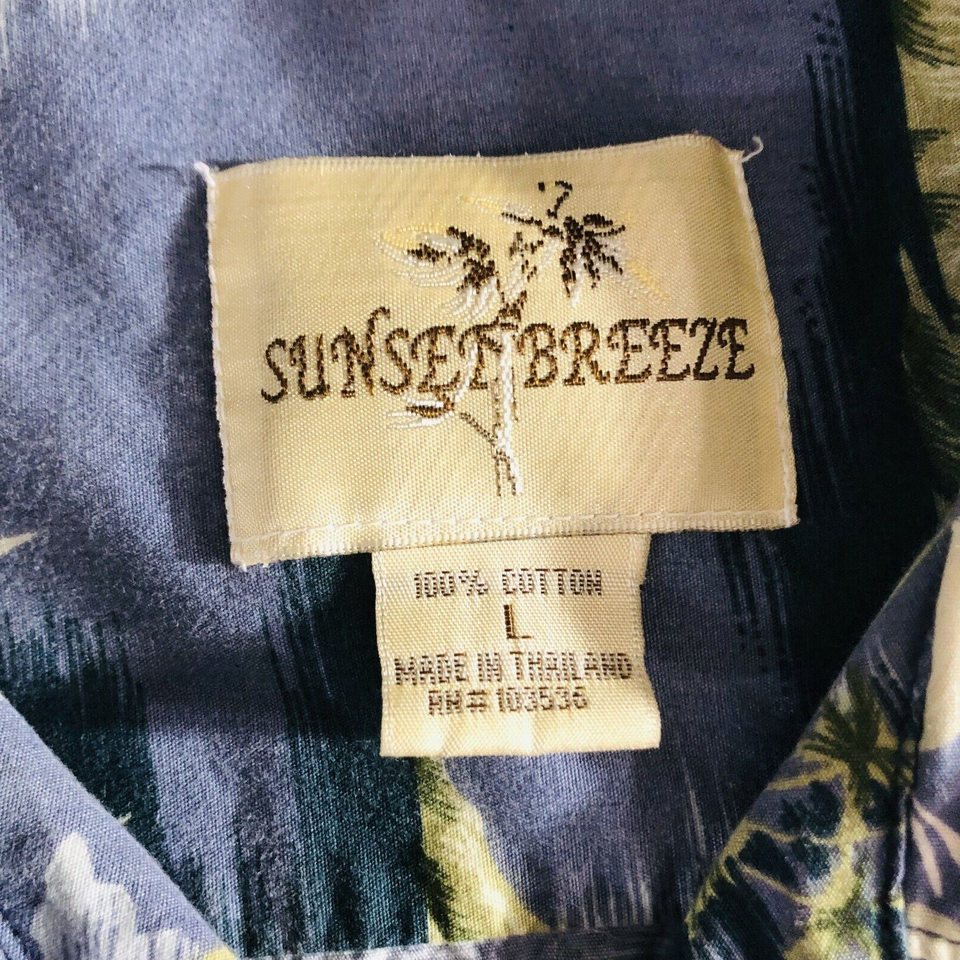 SUNSET BREEZE
100% COTTON
L
MADE IN THAILAND
RN#103536